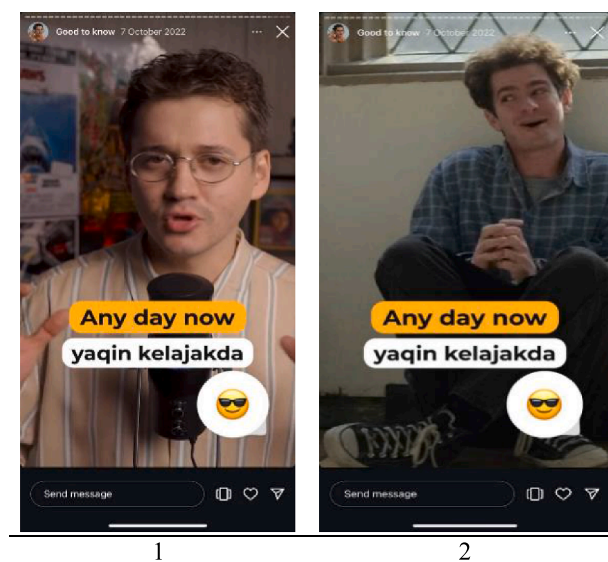 Good to know 7 October 2022
Any day now
yaqin kelajakda
Send message
Good to know 7 October 2022
Any day now
yaqin kelajakda
Send message
1
2